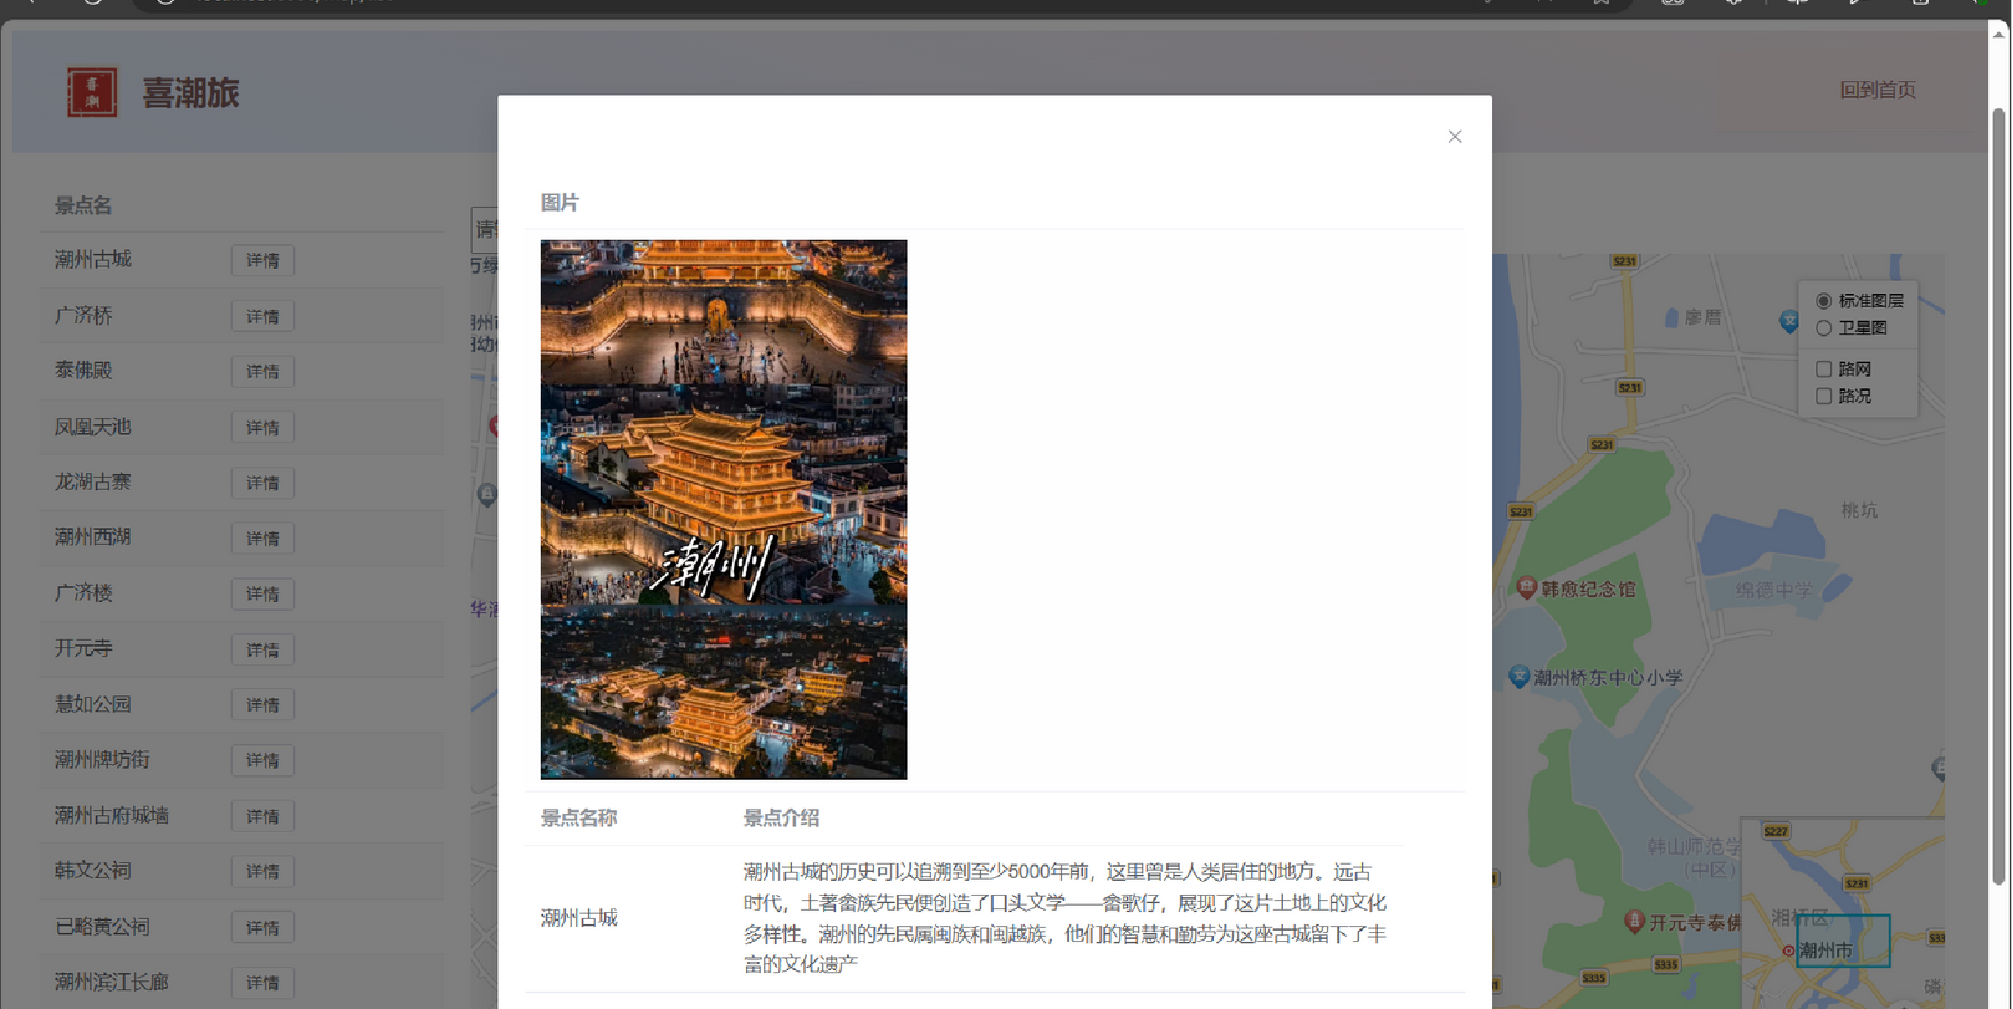 喜潮
喜潮旅
回到首页
景点名
潮州古城 详情
广济桥 详情
泰佛殿 详情
凤凰天池 详情
龙湖古寨 详情
潮州西湖 详情
广济楼 详情
开元寺 详情
慧如公园 详情
潮州牌坊街 详情
潮州古府城墙 详情
韩文公祠 详情
已略黄公祠 详情
潮州滨江长廊 详情
请
图片
潮州
景点名称 景点介绍
潮州古城
潮州古城的历史可以追溯到至少5000年前，这里曾是人类居住的地方。远古
时代，土著畲族先民便创造了口头文学——畲歌仔，展现了这片土地上的文化
多样性。潮州的先民属闽族和闽越族，他们的智慧和勤劳为这座古城留下了丰
富的文化遗产
S231
廖厝
文
标准图层
卫星图
路网
路况
S231
S231
S231
桃坑
韩愈纪念馆
绵德中学
文
潮州桥东中心小学
韩山师范学
(中区)
开元寺泰佛
S335
S335
S227
S231
湘桥区
潮州市